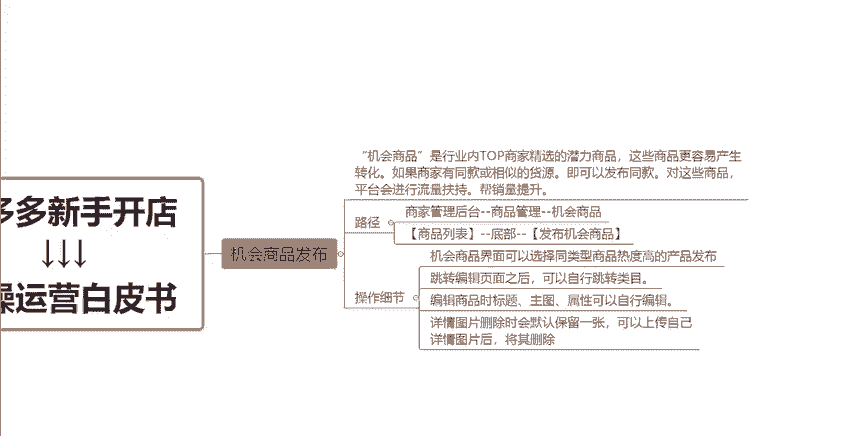 多多新手开店
↓↓↓
操运营白皮书
机会商品发布
“机会商品”是行业内TOP商家精选的潜力商品，这些商品更容易产生
转化。如果商家有同款或相似的货源。即可以发布同款。对这些商品，
平台会进行流量扶持。帮销量提升。
路径
商家管理后台--商品管理--机会商品
【商品列表】--底部--【发布机会商品】
操作细节
机会商品界面可以选择同类型商品热度高的产品发布
跳转编辑页面之后，可以自行跳转类目。
编辑商品时标题、主图、属性可以自行编辑。
详情图片删除时会默认保留一张，可以上传自己
详情图片后，将其删除